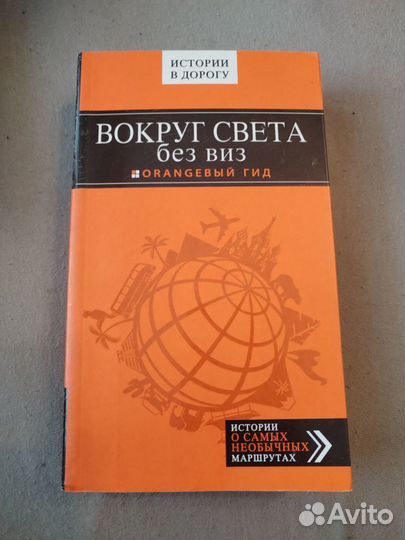 ИСТОРИИ
В ДОРОГУ
ВОКРУГ СВЕТА
без виз
ORANGEВЫЙ ГИД
ИСТОРИИ
О САМЫХ
НЕОБЫЧНЫХ
МАРШРУТАХ
Avito